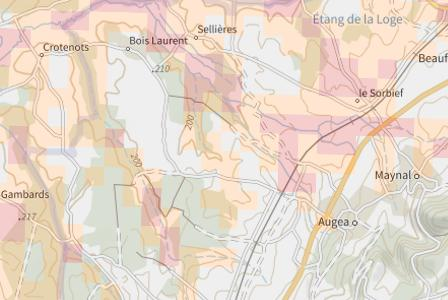 Étang de la Loge
Sellières
Bois Laurent
Crotenots
Beauf
210
le Sorbief
200
200
Maynal
Gambards
217
Augea